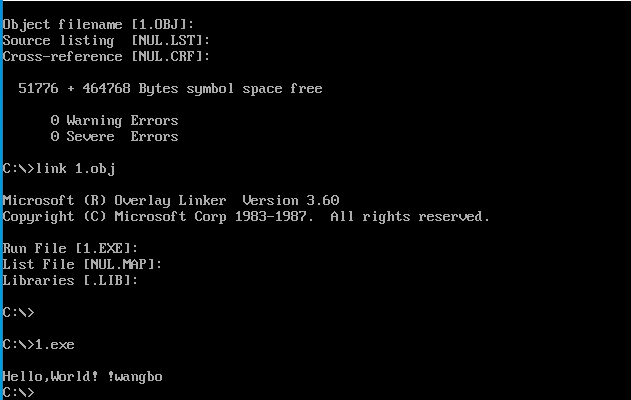 Object filename [1.OBJ]:
Source listing  [NUL.LST]:
Cross-reference [NUL.CRF]:
51776 + 464768 Bytes symbol space free
0 Warning Errors
0 Severe  Errors
C:\>link 1.obj
Microsoft (R) Overlay Linker  Version 3.60
Copyright (C) Microsoft Corp 1983-1987.  All rights reserved.
Run File [1.EXE]:
List File [NUL.MAP]:
Libraries [.LIB]:
C:\>
C:\>1.exe
Hello,World! !wangbo
C:\>